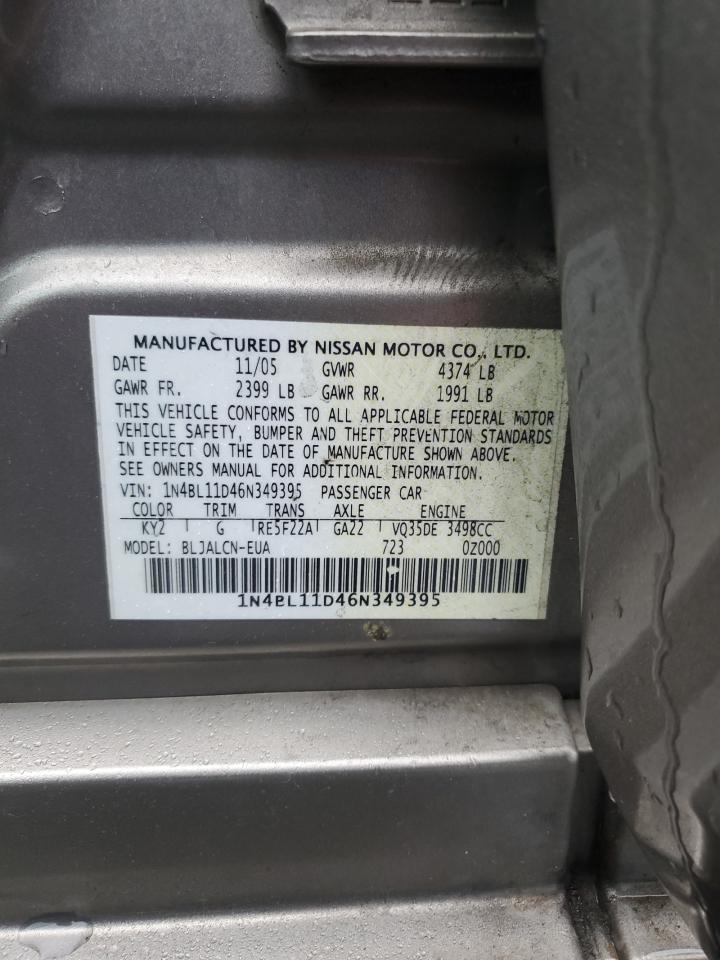 MANUFACTURED BY NISSAN MOTOR CO., LTD.
DATE 11/05 GVWR 4374 LB
GAWR FR. 2399 LB GAWR RR. 1991 LB
THIS VEHICLE CONFORMS TO ALL APPLICABLE FEDERAL MOTOR
VEHICLE SAFETY, BUMPER AND THEFT PREVENTION STANDARDS
IN EFFECT ON THE DATE OF MANUFACTURE SHOWN ABOVE.
SEE OWNERS MANUAL FOR ADDITIONAL INFORMATION.
VIN: 1N4BL11D46N349395 PASSENGER CAR
COLOR TRIM TRANS AXLE ENGINE
KY2 G RE5F22A GA22 VQ35DE 3498CC
MODEL: BLJALCN-EUA 723 0Z000
1N4BL11D46N349395